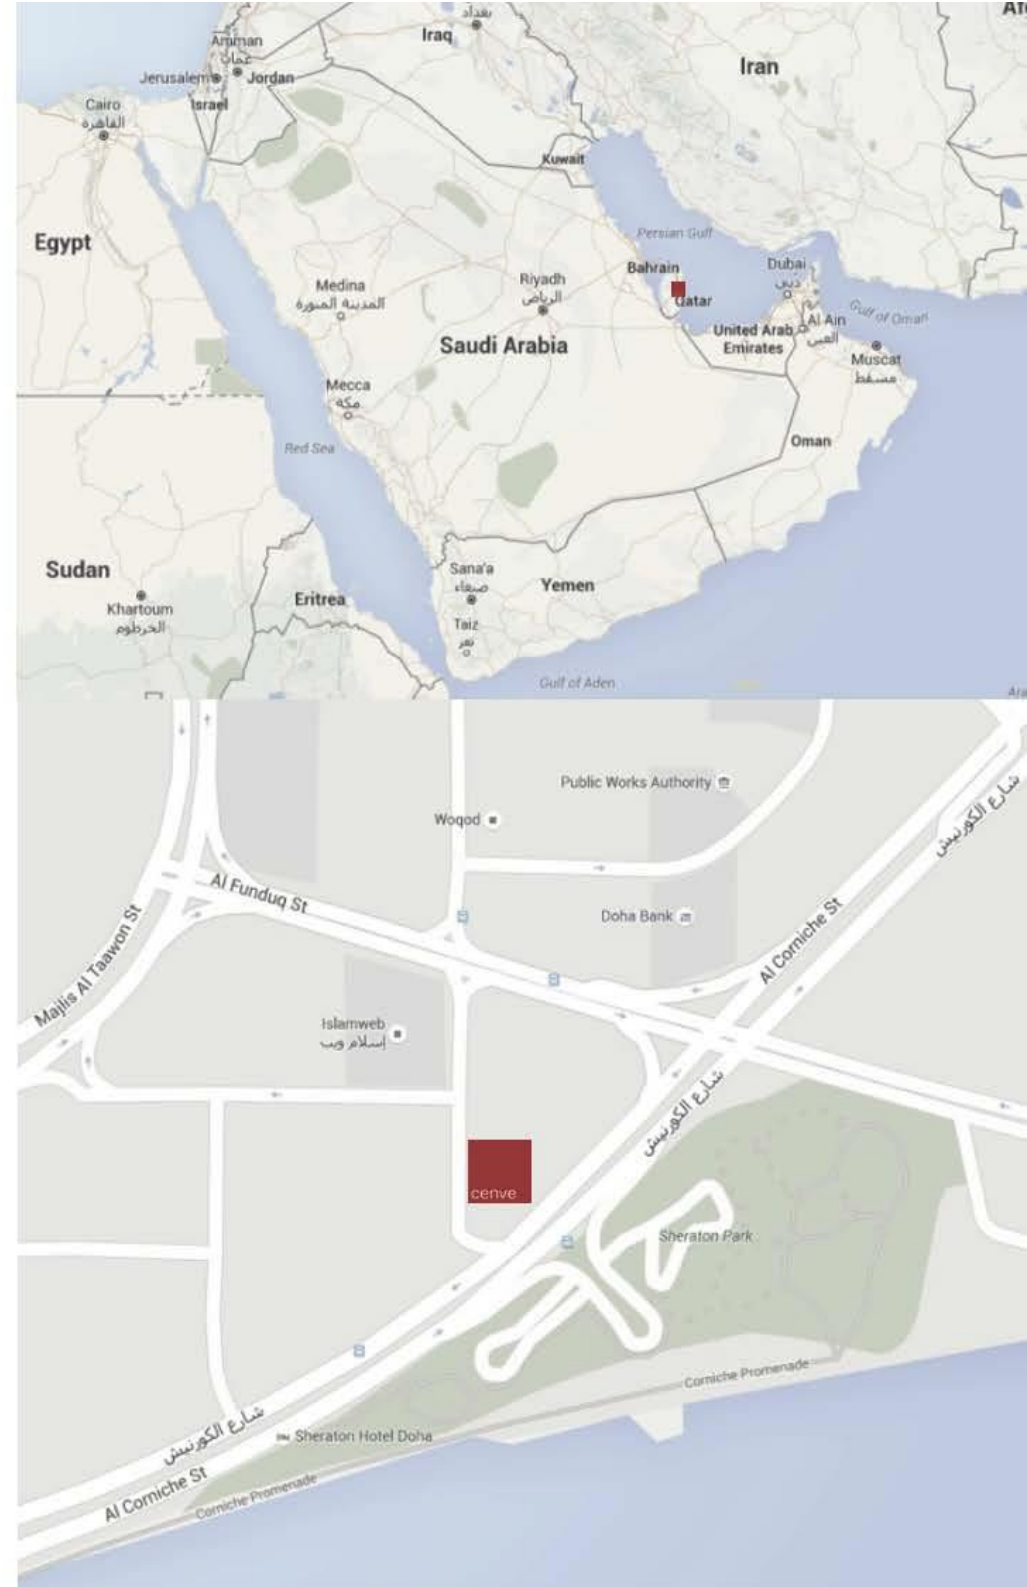 بغداد
Af
Iraq
Amman
عمان
Iran
Jerusalem
Jordan
Cairo
القاهرة
Israel
Kuwait
Persian Gulf
Egypt
Bahrain
Dubai
دبي
Riyadh
الرياض
Medina
المدينة المنورة
Qatar
Gulf of Oman
Al Ain
العين
United Arab
Emirates
Saudi Arabia
Muscat
مسقط
Mecca
مكة
Oman
Red Sea
Sana'a
صنعاء
Sudan
Yemen
Khartoum
الخرطوم
Eritrea
Taiz
تعز
Gulf of Aden
Ara
Public Works Authority
شارع الكورنيش
Woqod
Al Funduq St
Doha Bank
Al Corniche St
Majlis Al Taawon St
Islamweb
إسلام ويب
شارع الكورنيش
cenve
Sheraton Park
Corniche Promenade
شارع الكورنيش
Sheraton Hotel Doha
Al Corniche St
Corniche Promenade